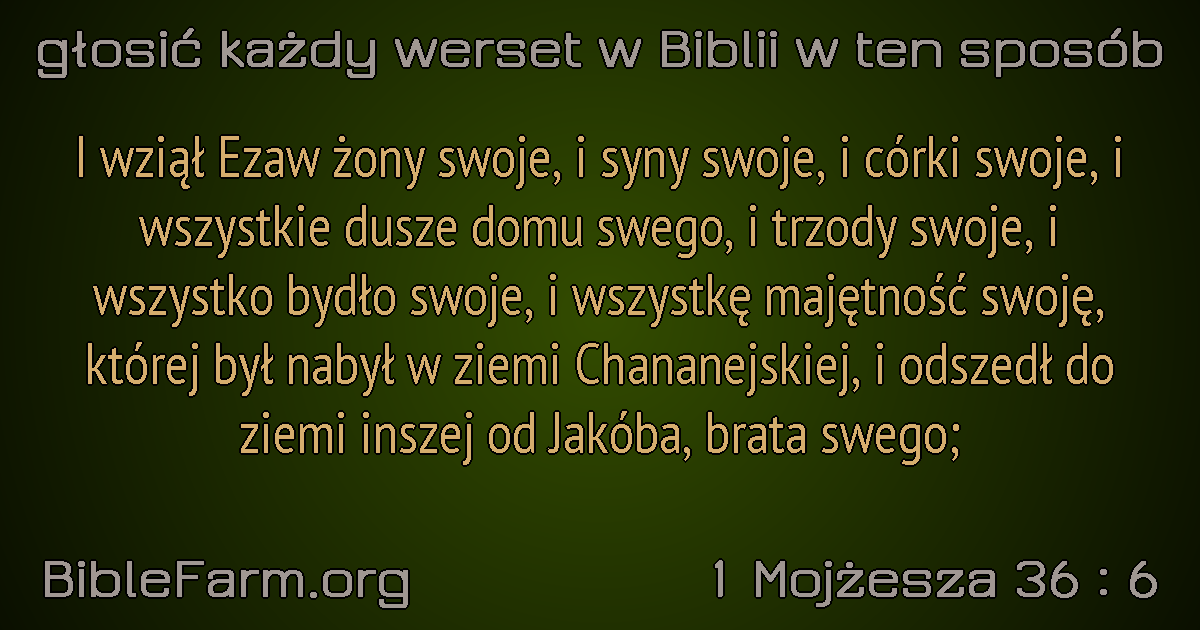 głosić każdy werset w Biblii w ten sposób
I wziął Ezaw żony swoje, i syny swoje, i córki swoje, i
wszystkie dusze domu swego, i trzody swoje, i
wszystko bydło swoje, i wszystkę majętność swoję,
której był nabył w ziemi Chananejskiej, i odszedł do
ziemi inszej od Jakóba, brata swego;
BibleFarm.org
1 Mojżesza 36 : 6